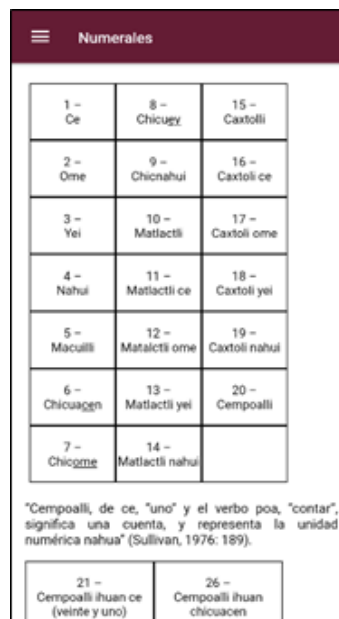 Numerales
1 –
Ce
8 –
Chicuey
15 –
Caxtolli
2 –
Ome
9 –
Chicnahui
16 –
Caxtoli ce
3 –
Yei
10 –
Matlactli
17 –
Caxtoli ome
4 –
Nahui
11 –
Matlactli ce
18 –
Caxtoli yei
5 –
Macuilli
12 –
Matalctli ome
19 –
Caxtoli nahui
6 –
Chicuacen
13 –
Matlactli yei
20 –
Cempoalli
7 –
Chicome
14 –
Matlactli nahui
"Cempoalli, de ce, "uno" y el verbo poa, "contar",
significa una cuenta, y representa la unidad
numérica nahua" (Sullivan, 1976: 189).
21 –
Cempoalli ihuan ce
(veinte y uno)
26 –
Cempoalli ihuan
chicuacen